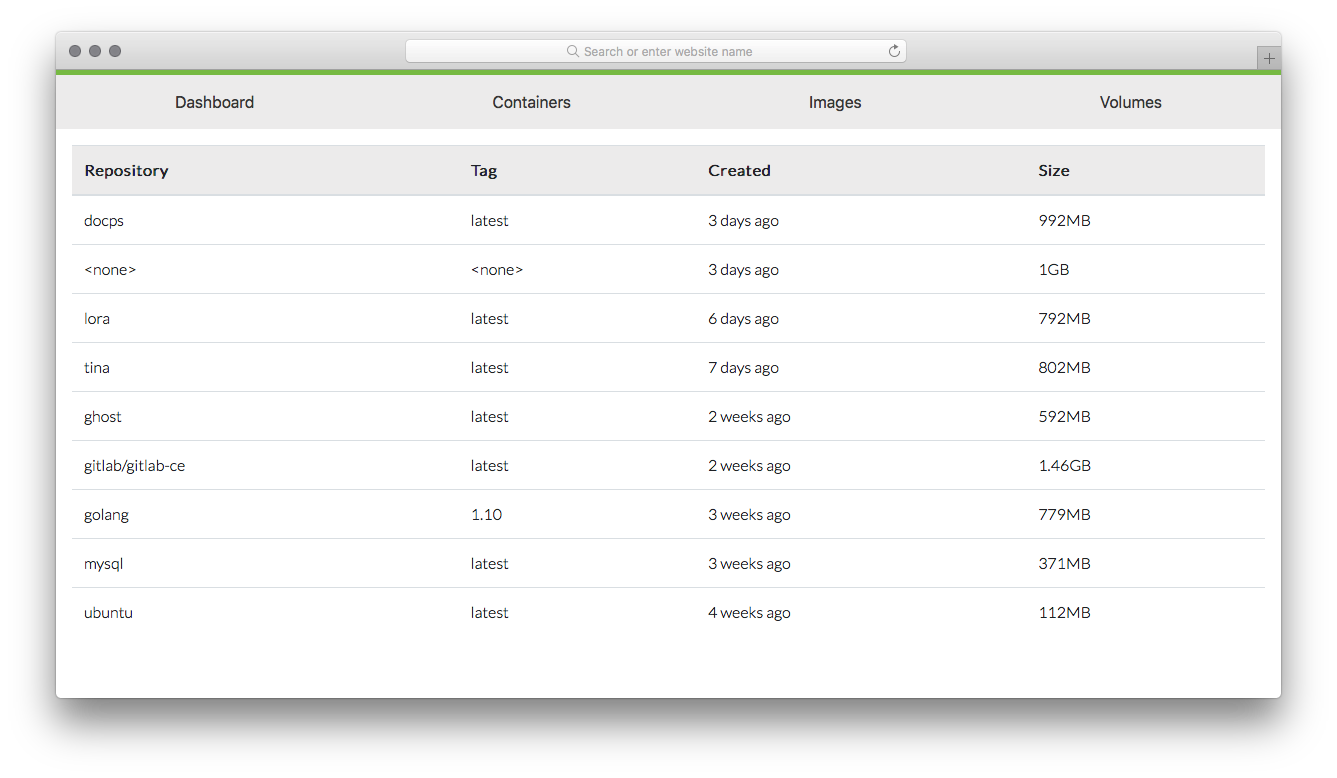 Search or enter website name
Dashboard Containers Images Volumes
Repository Tag Created Size
docps latest 3 days ago 992MB
<none> <none> 3 days ago 1GB
lora latest 6 days ago 792MB
tina latest 7 days ago 802MB
ghost latest 2 weeks ago 592MB
gitlab/gitlab-ce latest 2 weeks ago 1.46GB
golang 1.10 3 weeks ago 779MB
mysql latest 3 weeks ago 371MB
ubuntu latest 4 weeks ago 112MB